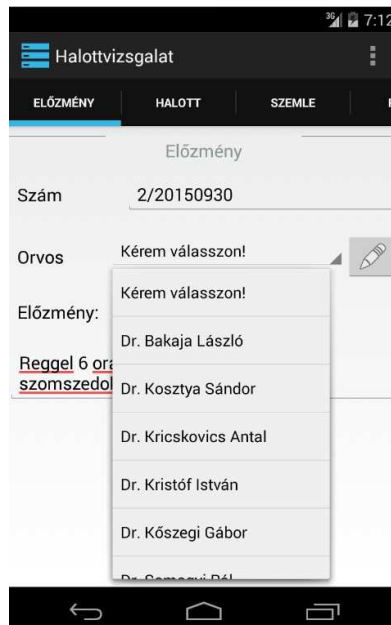 3G 7:12
Halottvizsgalat
ELŐZMÉNY HALOTT SZEMLE
Előzmény
Szám 2/20150930
Orvos Kérem válasszon!
Kérem válasszon!
Előzmény:
Dr. Bakaja László
Reggel 6
szomszedol
Dr. Kosztya Sándor
Dr. Kricskovics Antal
Dr. Kristóf István
Dr. Kőszegi Gábor